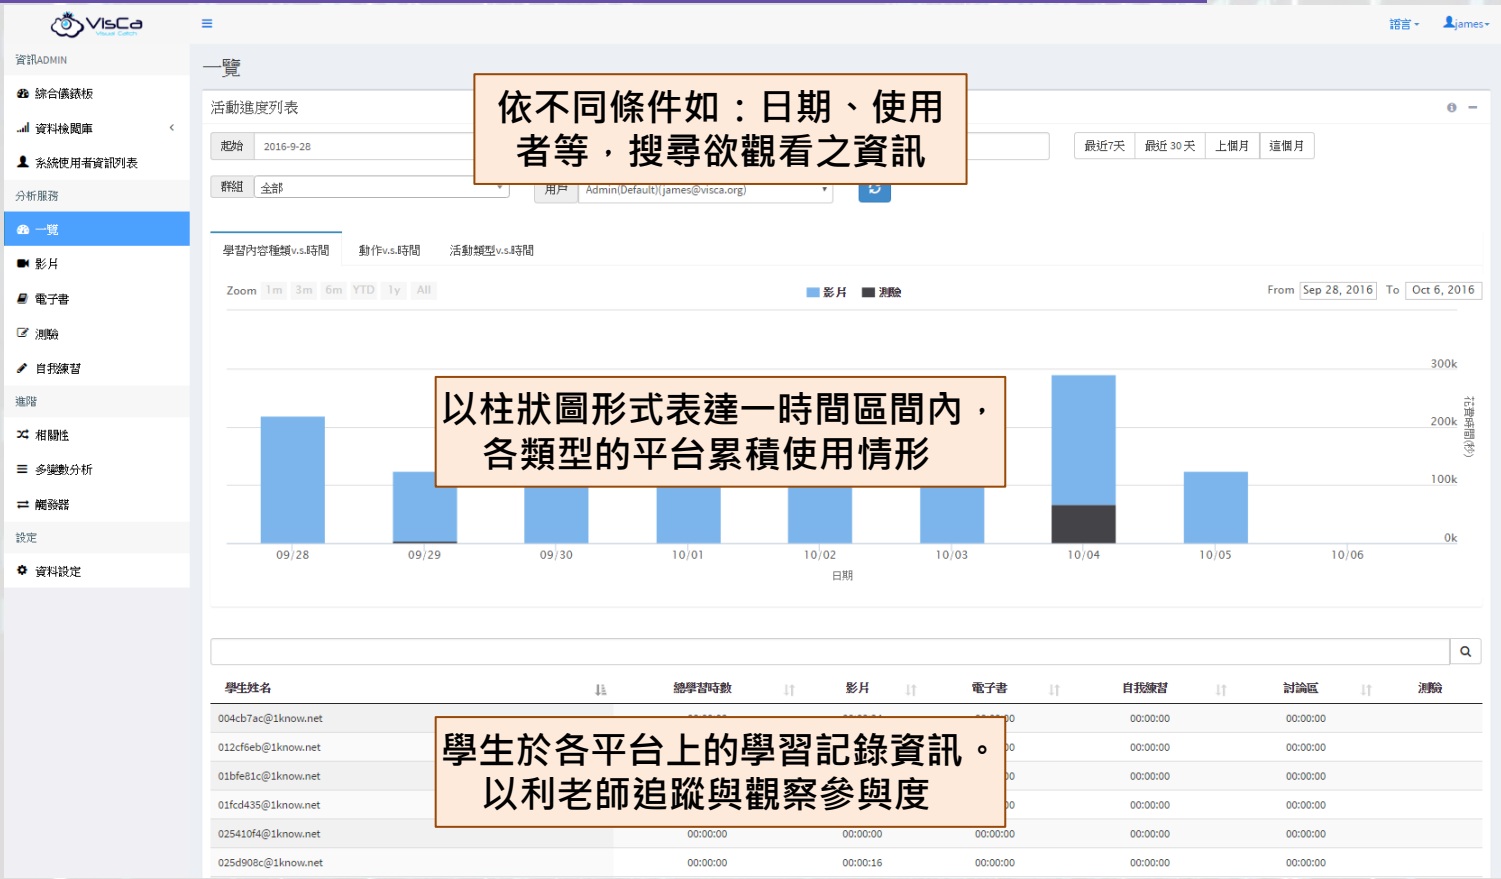 VisCa
Visual Catch
語言
james
資訊ADMIN
一覽
綜合儀錶板
資料檢閱庫
系統使用者資訊列表
分析服務
一覽
影片
電子書
測驗
自我練習
進階
相關性
多變數分析
觸發器
設定
資料設定
活動進度列表
依不同條件如：日期、使用
者等，搜尋欲觀看之資訊
起始 2016-9-28
最近7天 最近 30 天 上個月 這個月
群組 全部
用戶 Admin(Default)(james@visca.org)
學習內容種類v.s.時間 動作v.s.時間 活動類型v.s.時間
Zoom 1m 3m 6m YTD 1y All
影片 測驗
From Sep 28, 2016 To Oct 6, 2016
300k
200k
100k
0k
花費時間(秒)
以柱狀圖形式表達一時間區間內，
各類型的平台累積使用情形
09/28 09/29 09/30 10/01 10/02 10/03 10/04 10/05 10/06
日期
學生姓名 總學習時數 影片 電子書 自我練習 討論區 測驗
004cb7ac@1know.net 00:00:00 00:00:00
012cf6eb@1know.net 00:00:00 00:00:00
01bfe81c@1know.net 00:00:00 00:00:00
01fcd435@1know.net 00:00:00 00:00:00
學生於各平台上的學習記錄資訊。
以利老師追蹤與觀察參與度
025410f4@1know.net 00:00:00 00:00:00 00:00:00 00:00:00 00:00:00
025d908c@1know.net 00:00:00 00:00:16 00:00:00 00:00:00 00:00:00